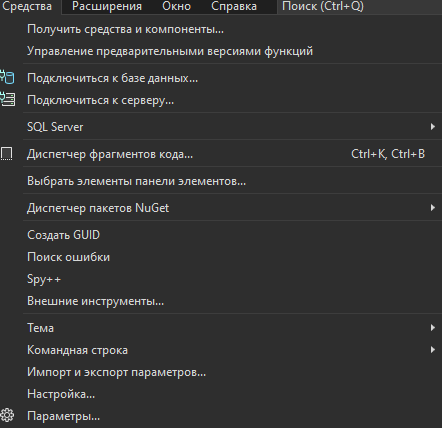 Средства Расширения Окно Справка Поиск (Ctrl+Q)
Получить средства и компоненты...
Управление предварительными версиями функций
Подключиться к базе данных...
Подключиться к серверу...
SQL Server
Диспетчер фрагментов кода... Ctrl+K, Ctrl+B
Выбрать элементы панели элементов...
Диспетчер пакетов NuGet
Создать GUID
Поиск ошибки
Spy++
Внешние инструменты...
Тема
Командная строка
Импорт и экспорт параметров...
Настройка...
Параметры...